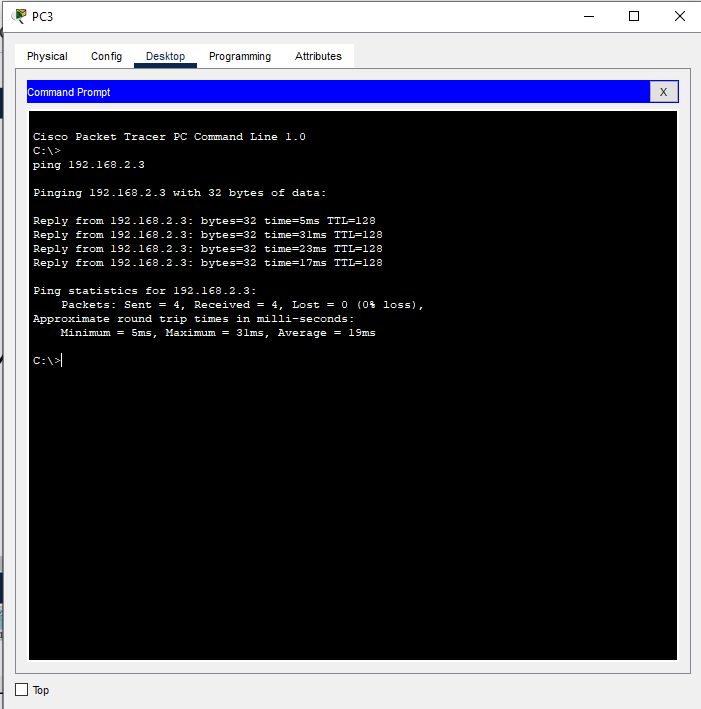 PC3
Physical Config Desktop Programming Attributes
Command Prompt X
Cisco Packet Tracer PC Command Line 1.0
C:\>
ping 192.168.2.3
Pinging 192.168.2.3 with 32 bytes of data:
Reply from 192.168.2.3: bytes=32 time=5ms TTL=128
Reply from 192.168.2.3: bytes=32 time=31ms TTL=128
Reply from 192.168.2.3: bytes=32 time=23ms TTL=128
Reply from 192.168.2.3: bytes=32 time=17ms TTL=128
Ping statistics for 192.168.2.3:
Packets: Sent = 4, Received = 4, Lost = 0 (0% loss),
Approximate round trip times in milli-seconds:
Minimum = 5ms, Maximum = 31ms, Average = 19ms
C:\>
Top